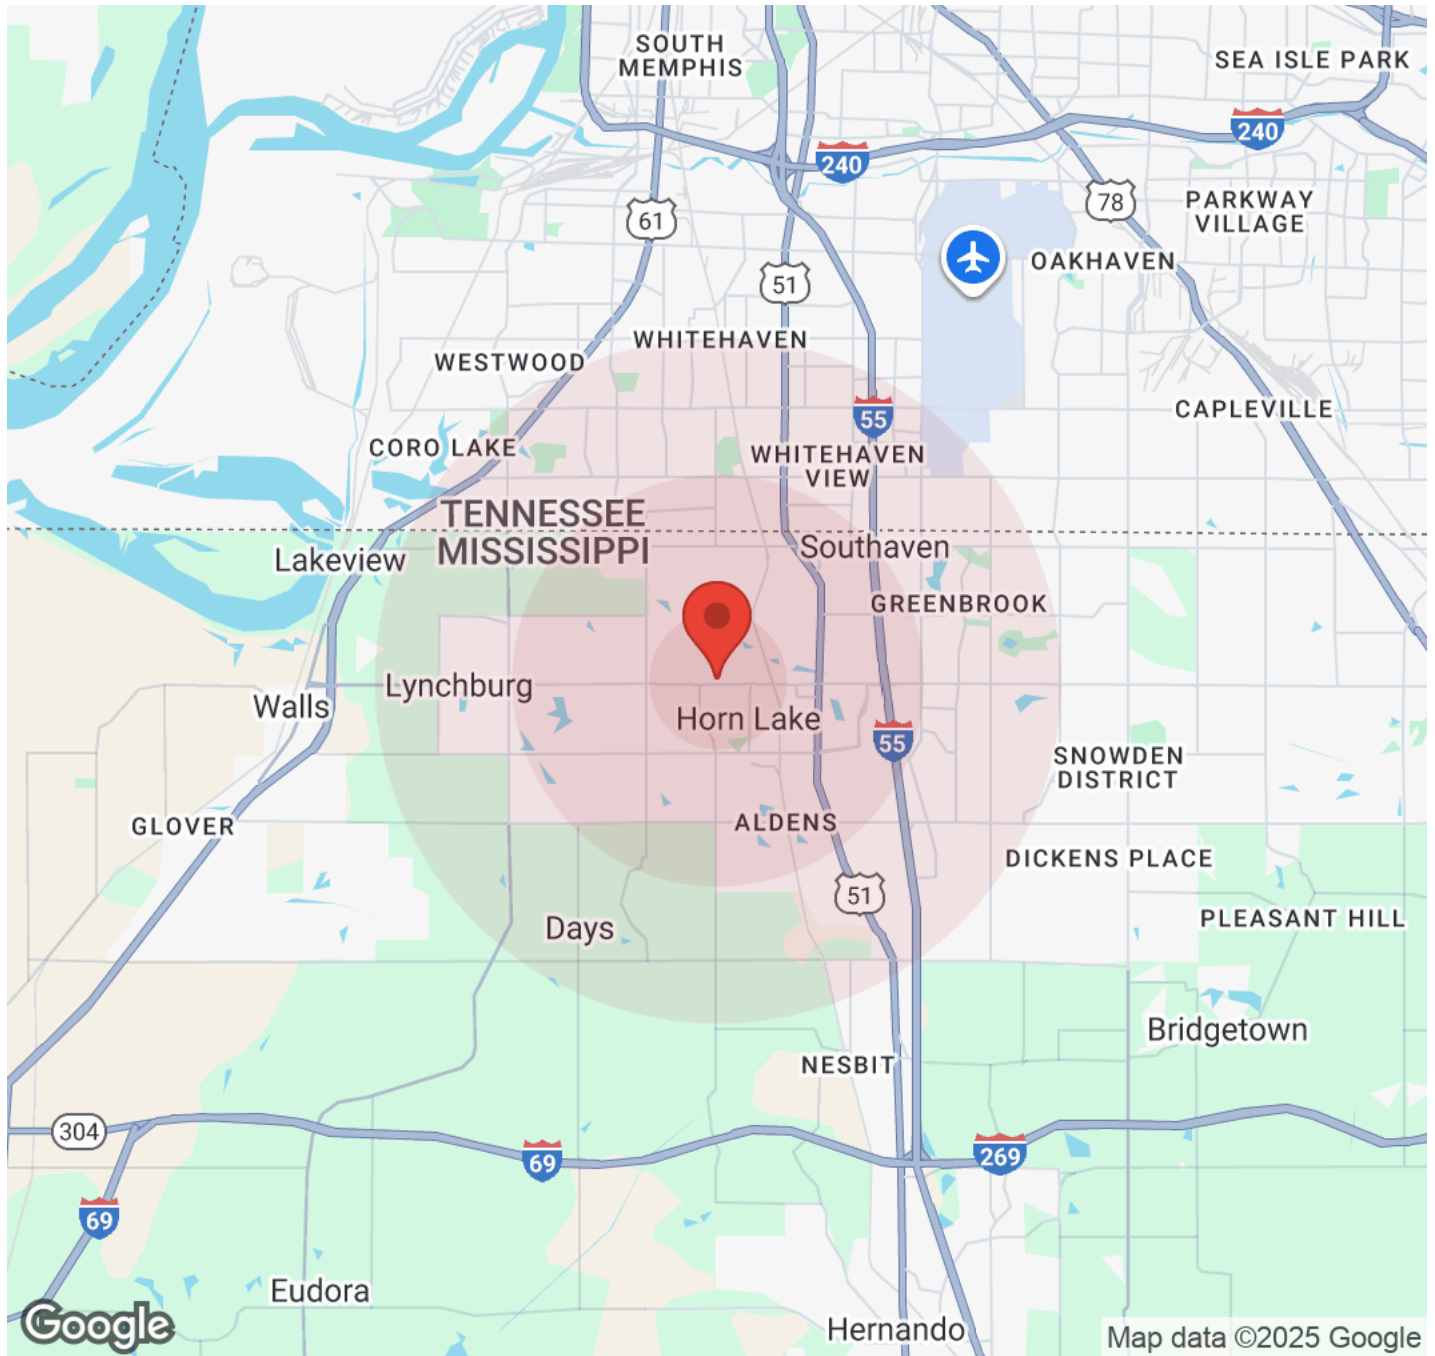 SOUTH
MEMPHIS
SEA ISLE PARK
240
240
PARKWAY
VILLAGE
78
61
OAKHAVEN
51
WHITEHAVEN
WESTWOOD
55
CAPLEVILLE
CORO LAKE
WHITEHAVEN
VIEW
TENNESSEE
MISSISSIPPI
Southaven
Lakeview
GREENBROOK
Lynchburg
Walls
Horn Lake
55
SNOWDEN
DISTRICT
GLOVER
ALDENS
DICKENS PLACE
51
PLEASANT HILL
Days
Bridgetown
NESBIT
304
69
269
69
Eudora
Google
Hernando
Map data ©2025 Google